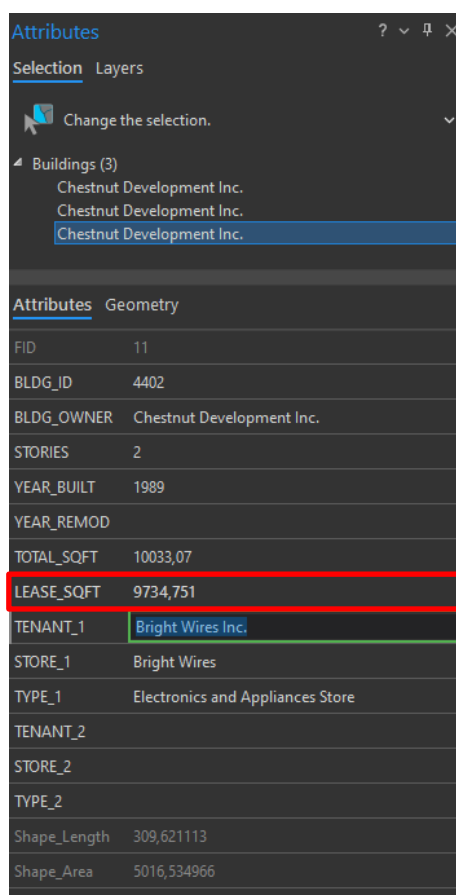 Attributes ?
Selection Layers
Change the selection.
Buildings (3)
Chestnut Development Inc.
Chestnut Development Inc.
Chestnut Development Inc.
Attributes Geometry
FID 11
BLDG_ID 4402
BLDG_OWNER Chestnut Development Inc.
STORIES 2
YEAR_BUILT 1989
YEAR_REMOD
TOTAL_SQFT 10033,07
LEASE_SQFT 9734,751
TENANT_1 Bright Wires Inc.
STORE_1 Bright Wires
TYPE_1 Electronics and Appliances Store
TENANT_2
STORE_2
TYPE_2
Shape_Length 309,621113
Shape_Area 5016,534966